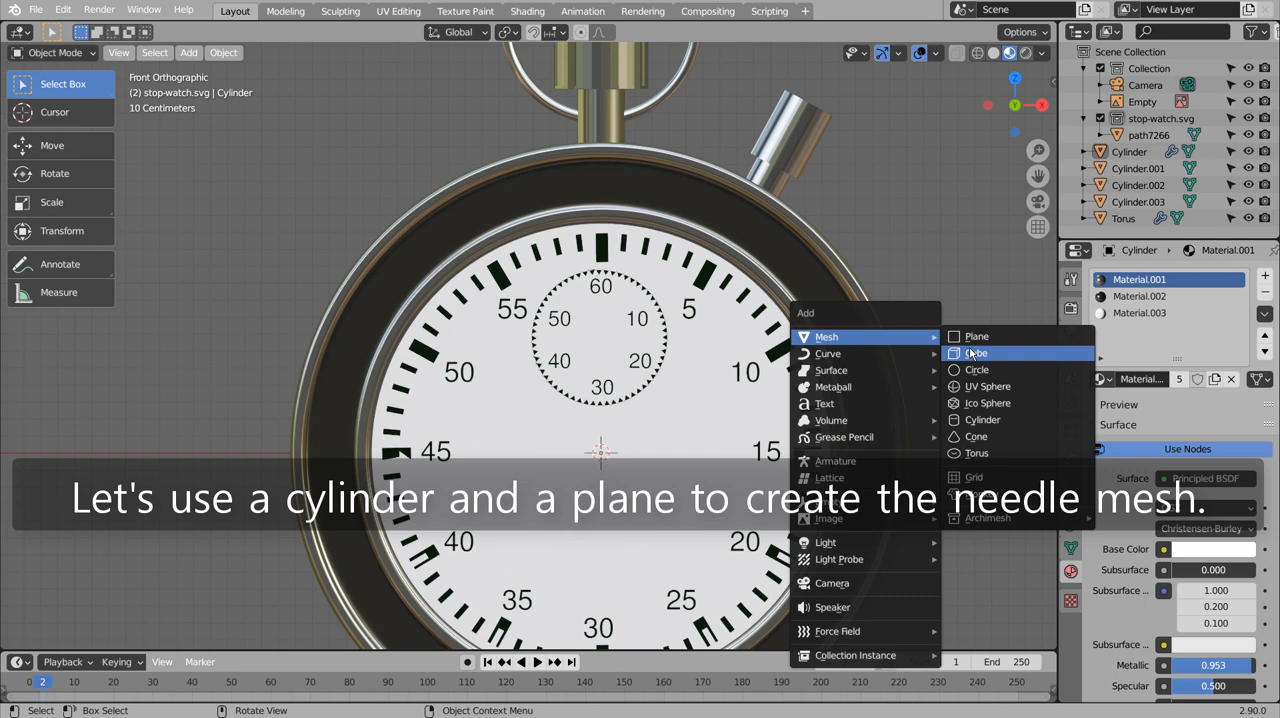 File Edit Render Window Help Layout Modeling Sculpting UV Editing Texture Paint Shading Animation Rendering Compositing Scripting + Scene View Layer
Global Options
Object Mode View Select Add Object
Select Box
Cursor
Move
Rotate
Scale
Transform
Annotate
Measure
Front Orthographic
(2) stop-watch.svg | Cylinder
10 Centimeters
60
55 5
50 10
50 10
40 20
30
45 15
40 20
35 25
30
Add
Mesh
Curve
Surface
Metaball
Text
Volume
Grease Pencil
Armature
Lattice
Image
Light
Light Probe
Camera
Speaker
Force Field
Collection Instance
Plane
Cube
Circle
UV Sphere
Ico Sphere
Cylinder
Cone
Torus
Grid
Archimesh
Let's use a cylinder and a plane to create the needle mesh.
Scene Collection
Collection
Camera
Empty
stop-watch.svg
path7266
Cylinder
Cylinder.001
Cylinder.002
Cylinder.003
Torus
Cylinder Material.001
Material.001
Material.002
Material.003
Material.... 5
Preview
Surface
Use Nodes
Surface Principled BSDF
Christensen-Burley
Base Color
Subsurface 0.000
Subsurface ... 1.000
0.200
0.100
Subsurface ...
Metallic 0.953
Specular 0.500
Playback Keying View Marker 1 End 250
0 2 10 20 30 40 50 60 70 80 90 100 110 120 130 140 150 160 170 180 190 200 210 220 230 240 250
Select Box Select Rotate View Object Context Menu 2.90.0